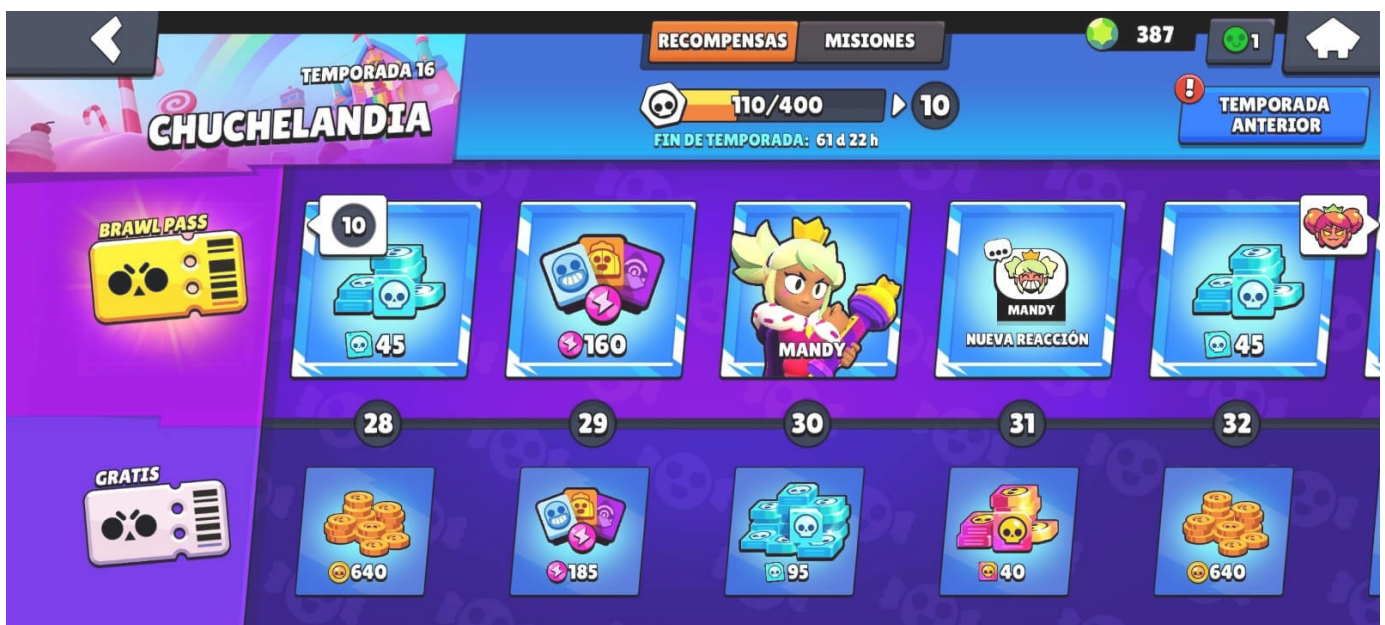 RECOMPENSAS
MISIONES
387
1
TEMPORADA 16
CHUCHELANDIA
110/400
10
FIN DE TEMPORADA: 61 d 22 h
TEMPORADA
ANTERIOR
BRAWL PASS
10
45
160
MANDY
MANDY
NUEVA REACCIÓN
45
28
29
30
31
32
GRATIS
640
185
95
40
640